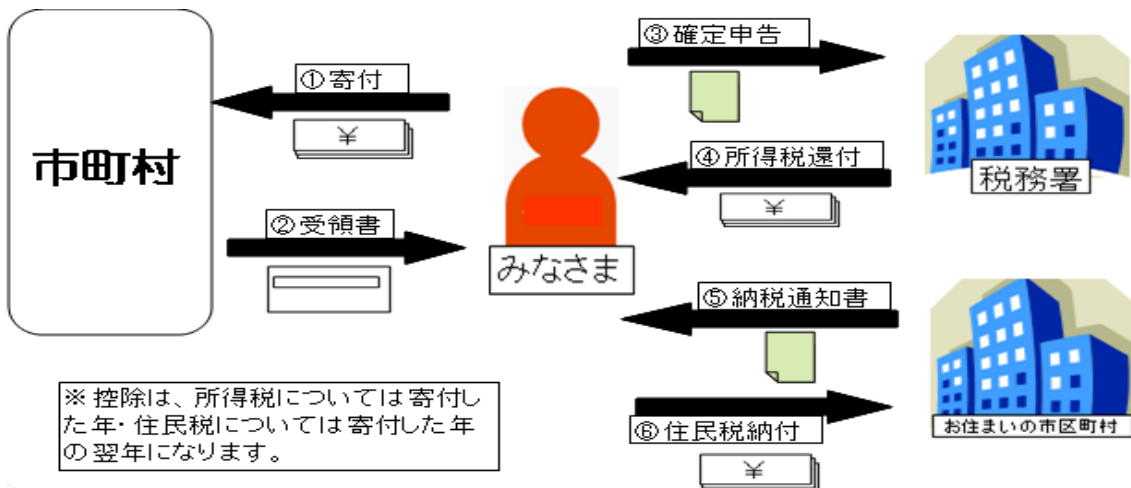 市町村
①寄付
¥
②受領書
みなさま
③確定申告
④所得税還付
¥
税務署
⑤納税通知書
⑥住民税納付
¥
お住まいの市区町村
※控除は、所得税については寄付し
た年・住民税については寄付した年
の翌年になります。